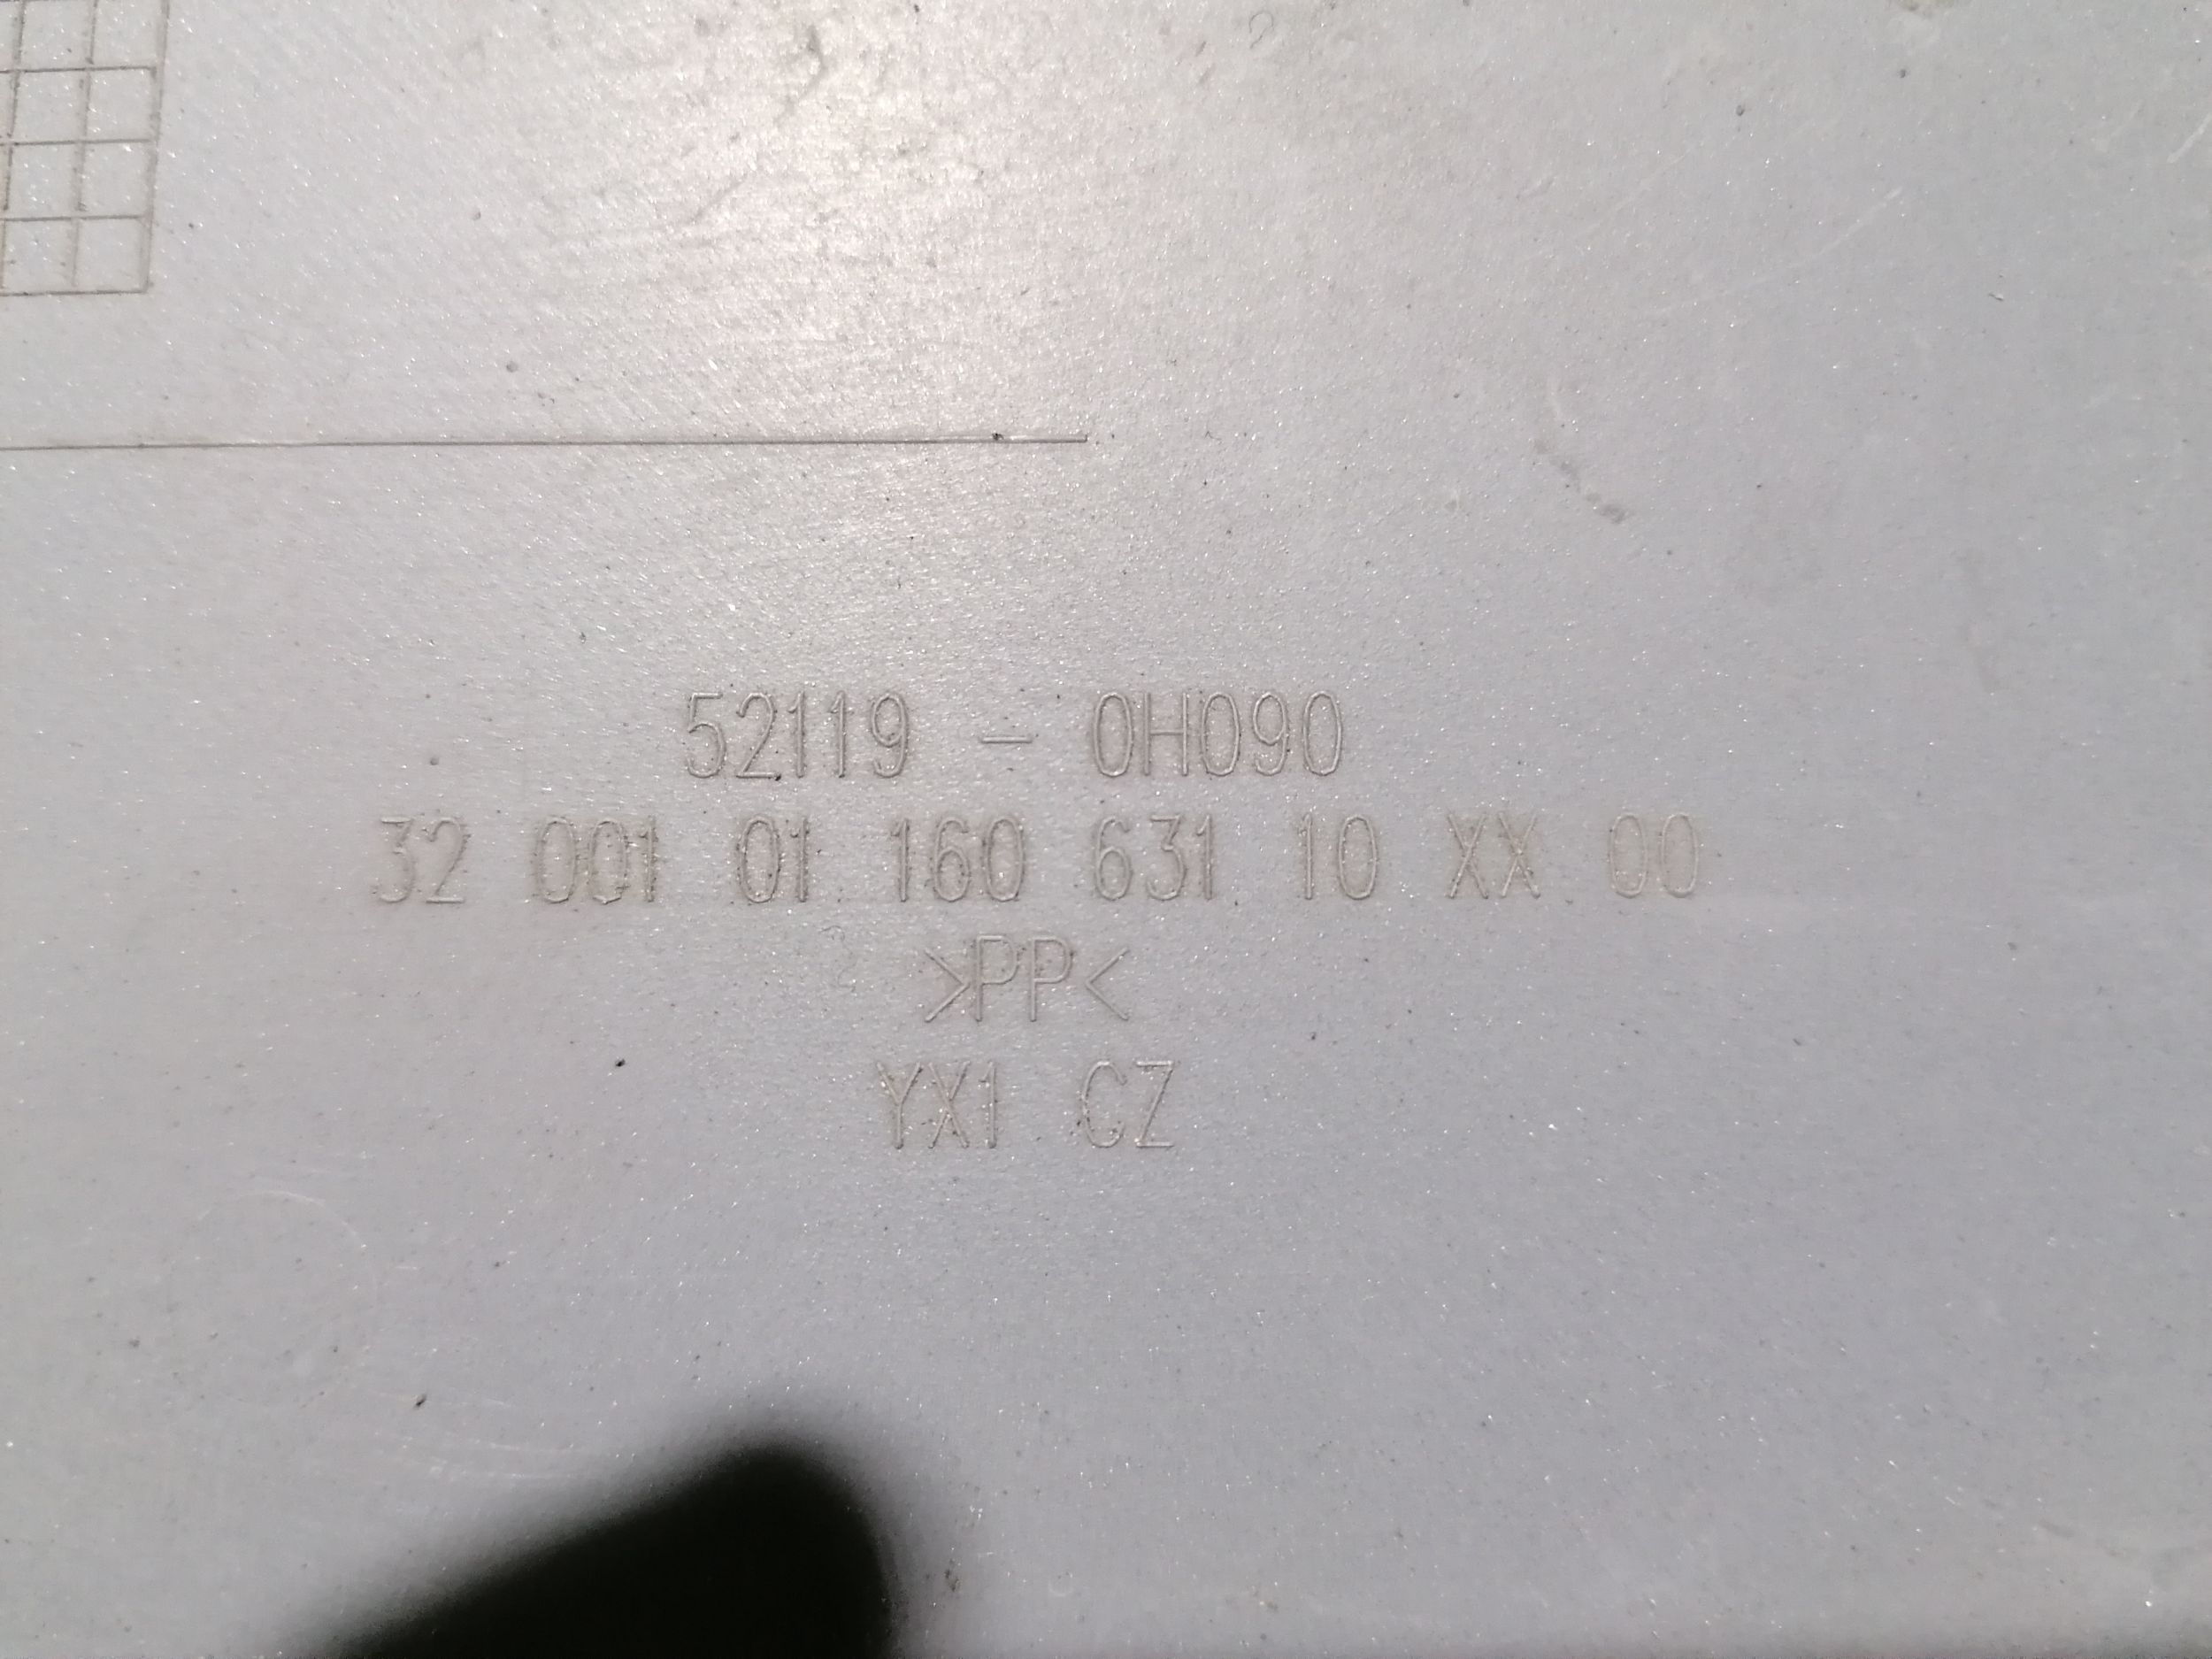 52119 - 0H090
32 001 01 160 631 10 XX 00
>PP<
YX1 CZ